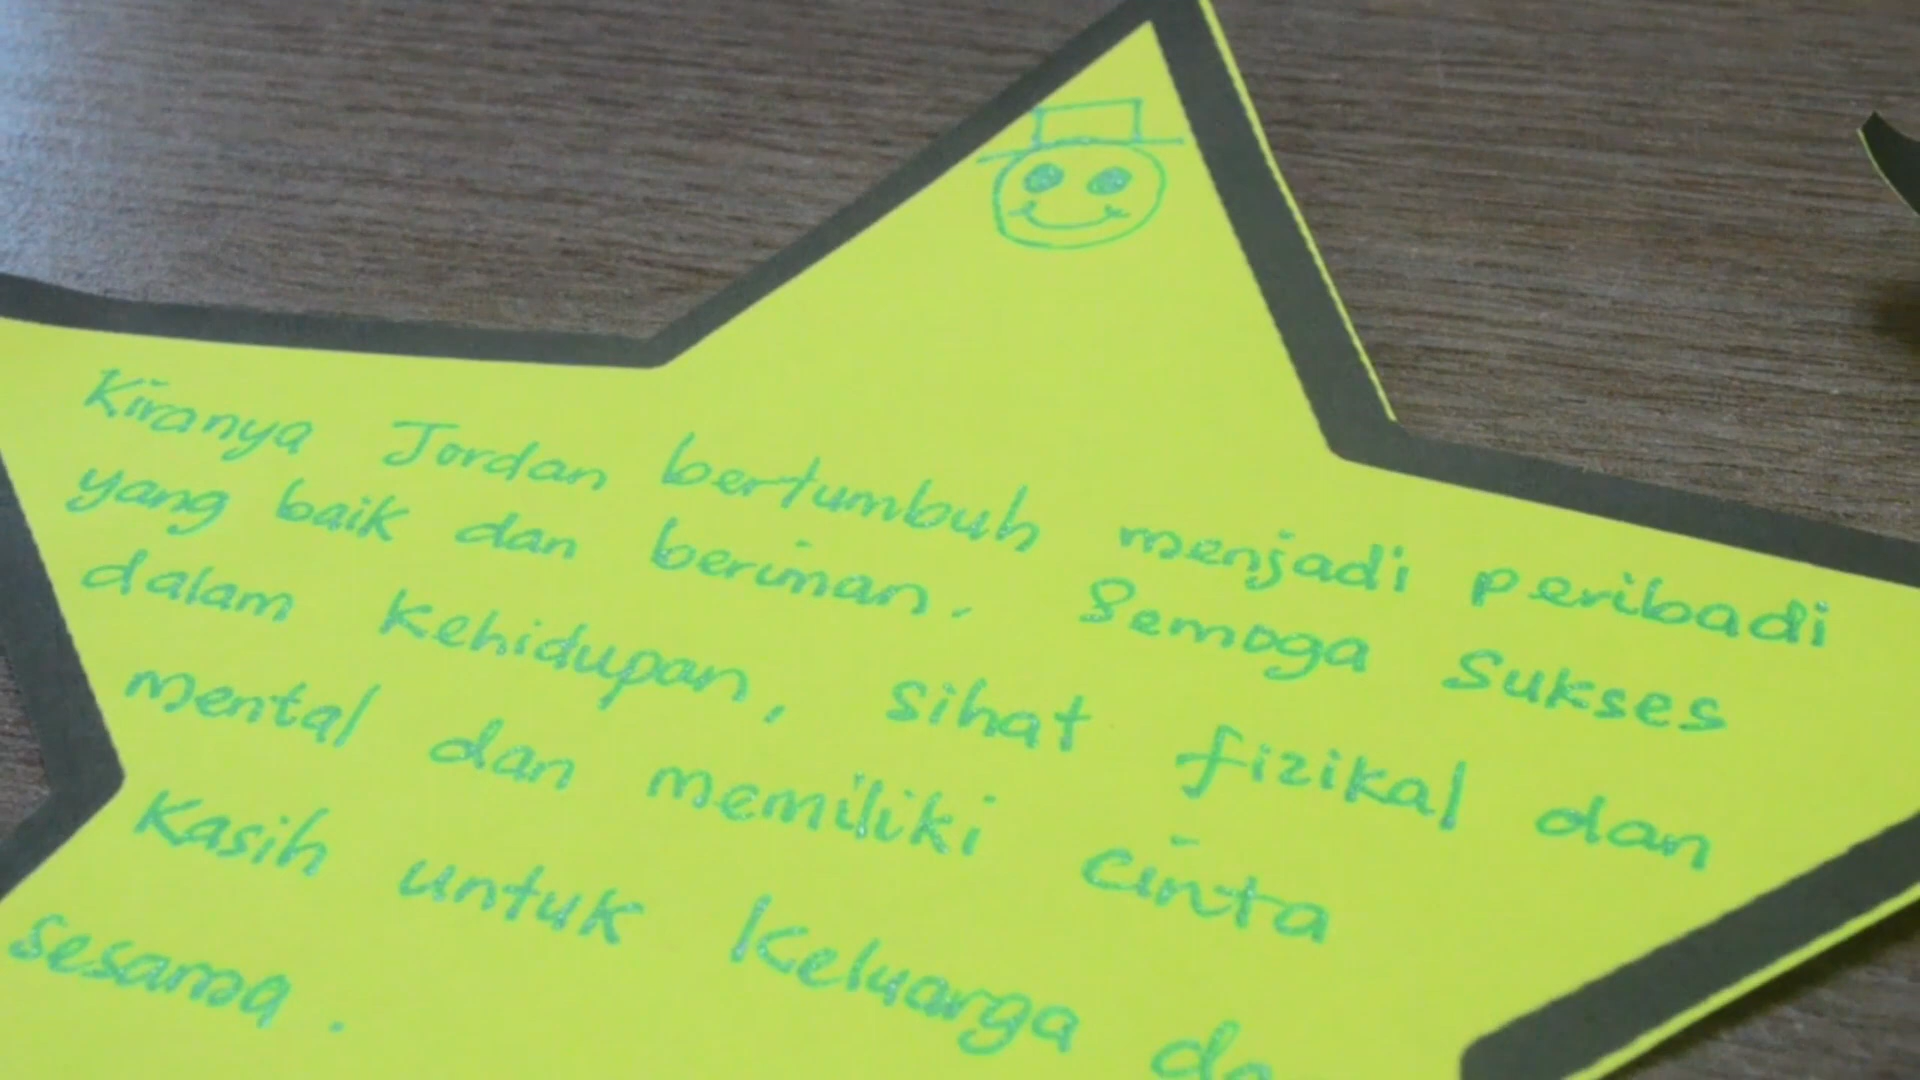 Kiranya Jordan bertumbuh menjadi peribadi
yang baik dan beriman. Semoga Sukses
dalam Kehidupan, sihat fizikal dan
mental dan memiliki cinta
Kasih untuk Keluarga
sesama.